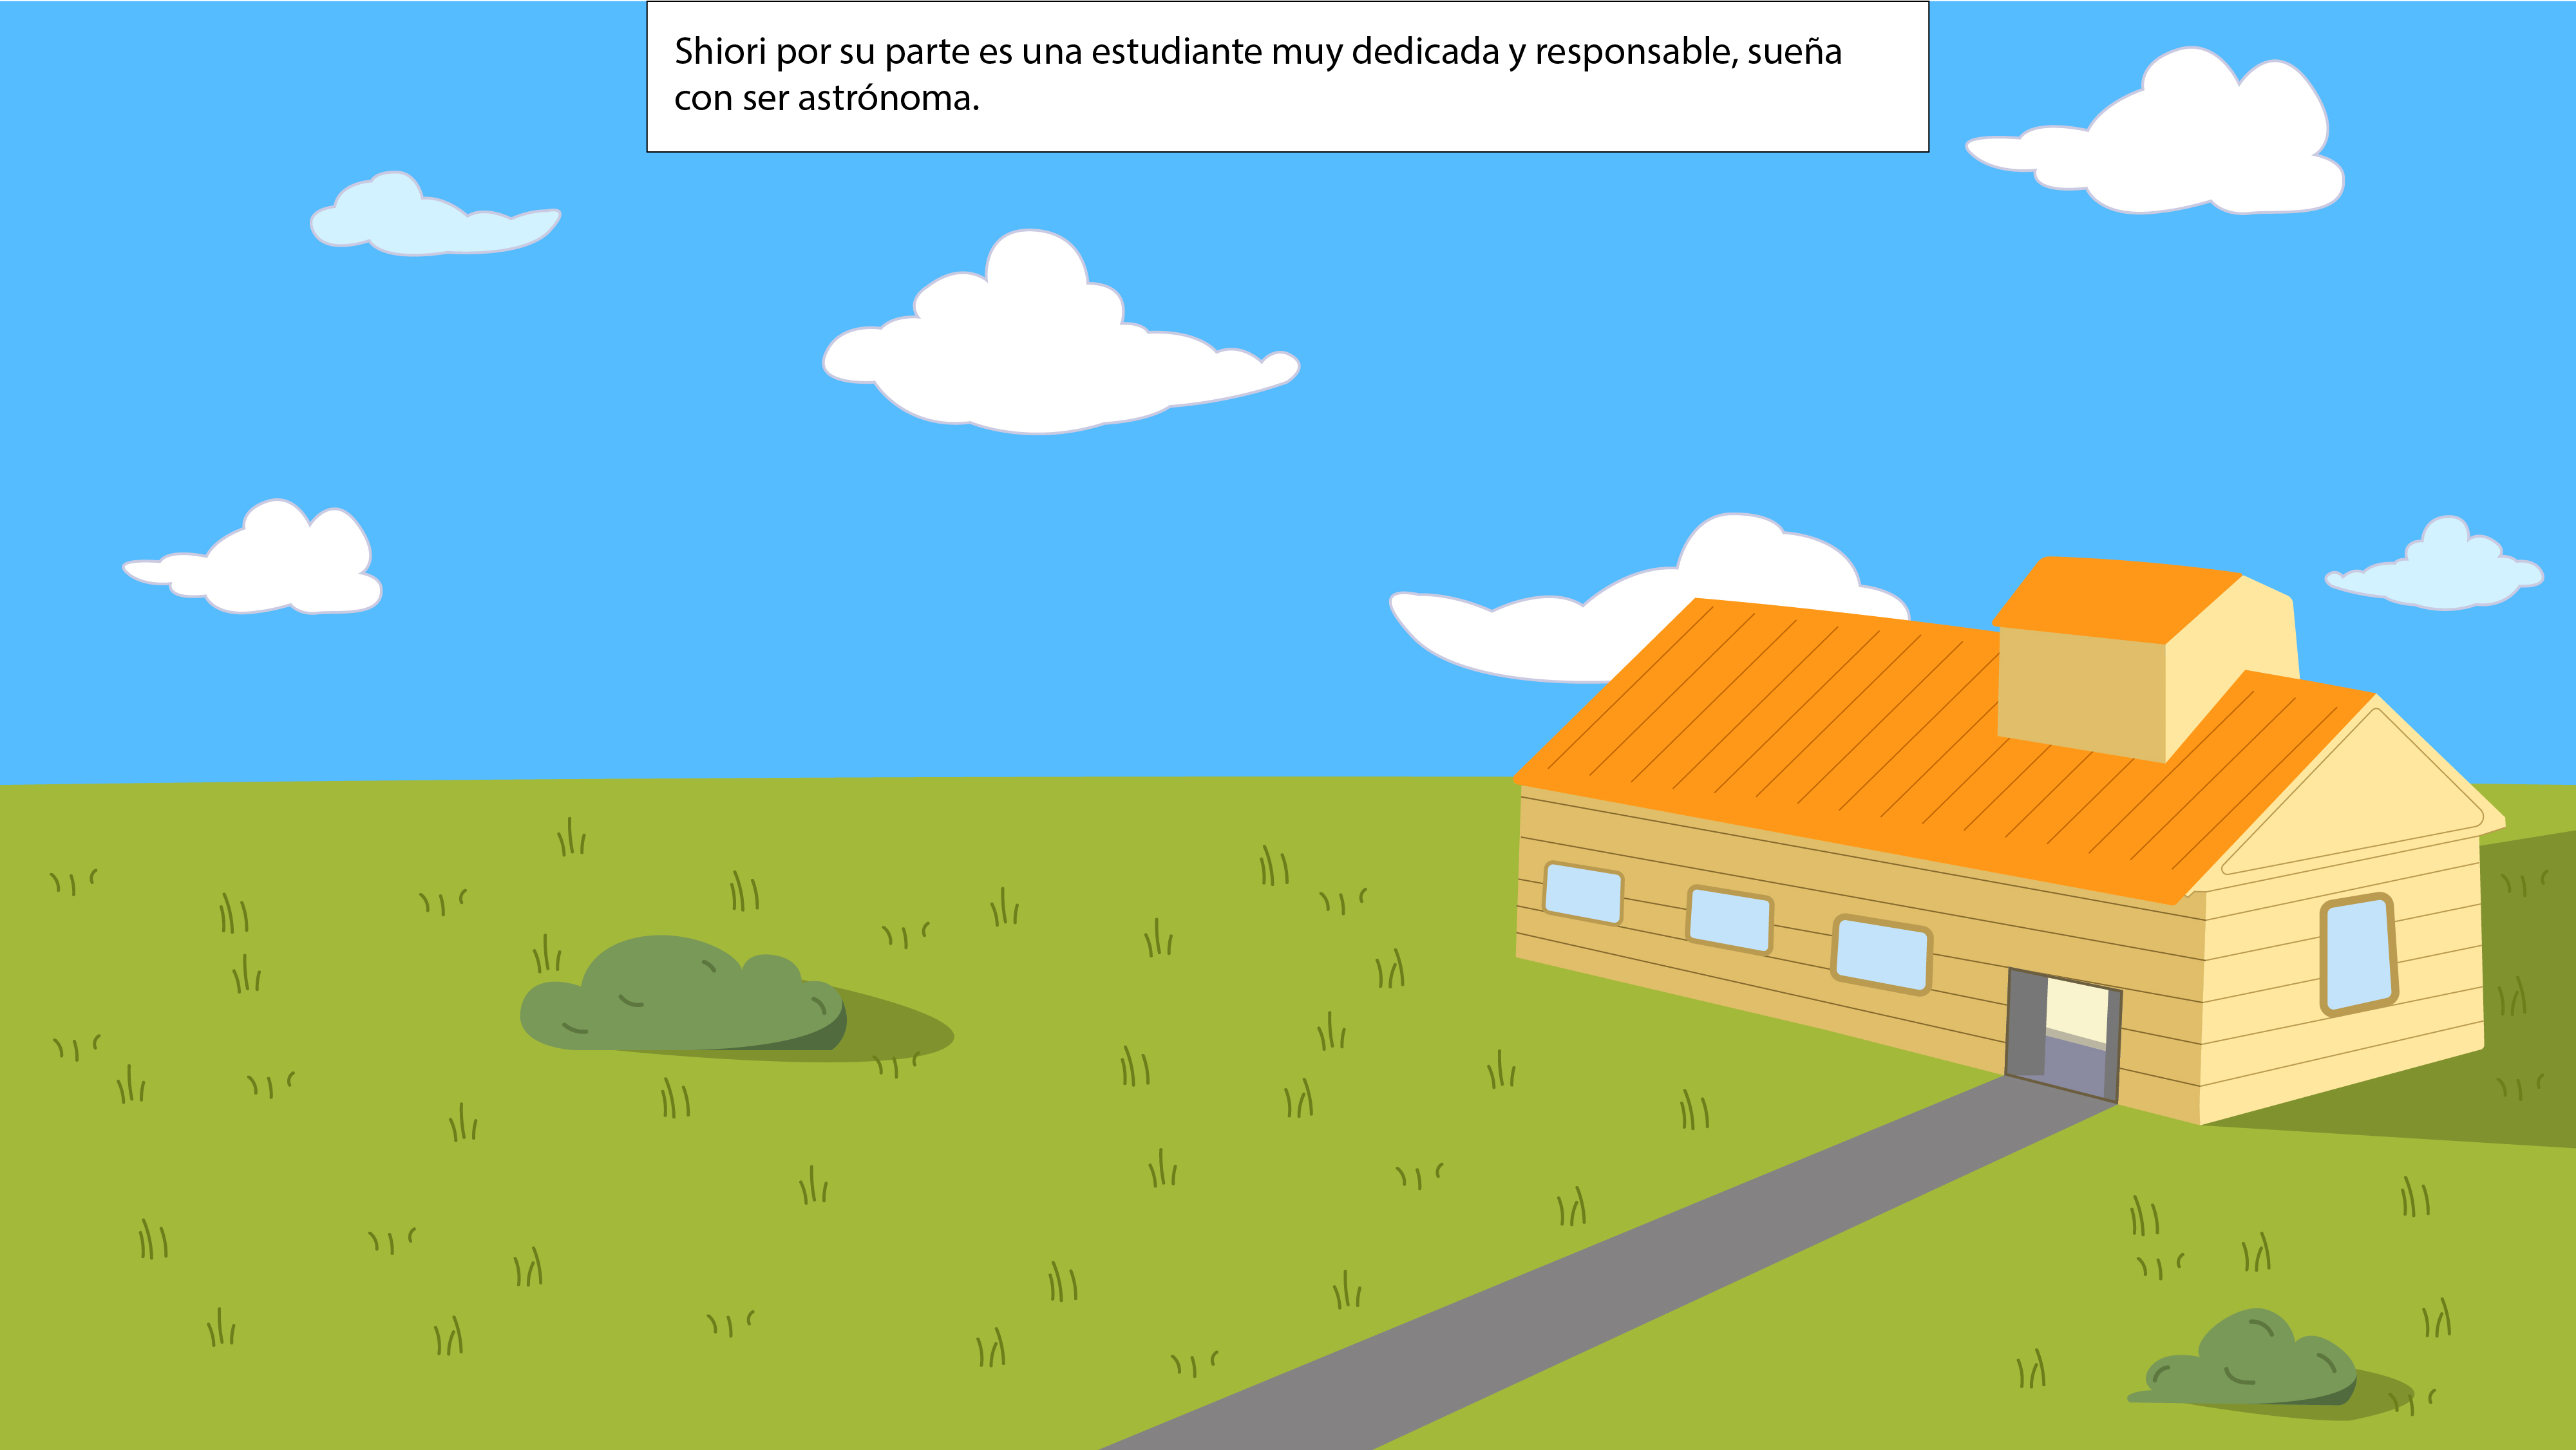 Shiori por su parte es una estudiante muy dedicada y responsable, sueña
con ser astrónoma.